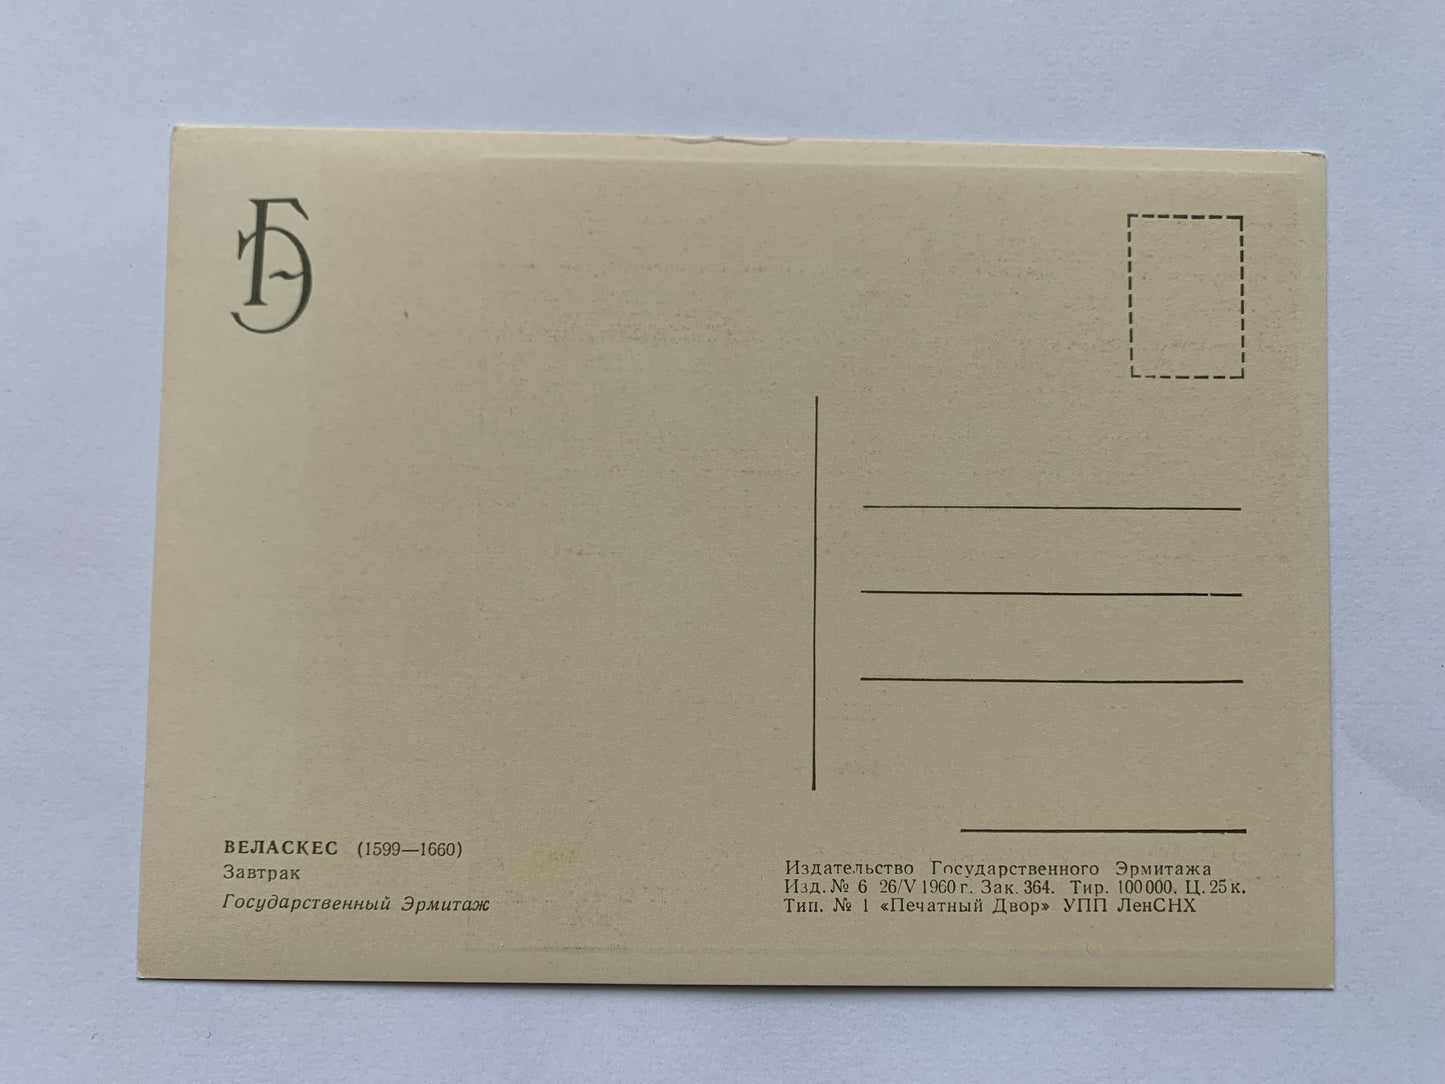 ГЭ
ВЕЛАСКЕС (1599—1660)
Завтрак
Государственный Эрмитаж
Издательство Государственного Эрмитажа
Изд. № 6 26/V 1960 г. Зак. 364. Тир. 100 000. Ц. 25 к.
Тип. № 1 «Печатный Двор» УПП ЛенСНХ